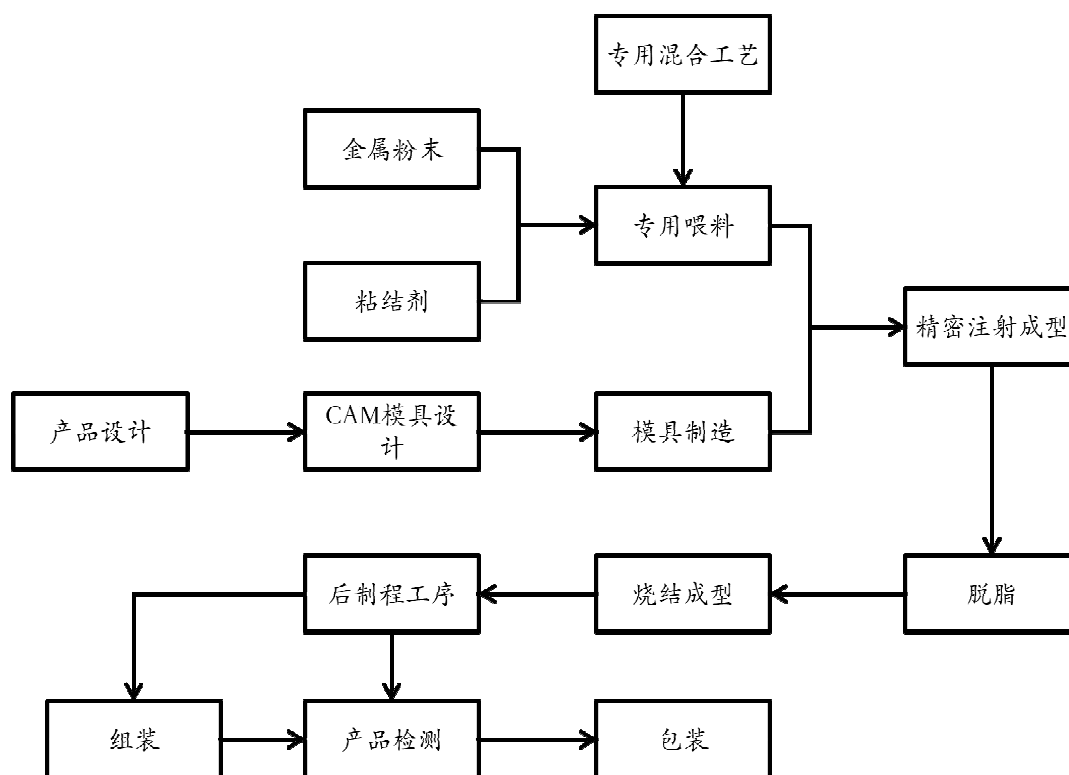 专用混合工艺
金属粉末
专用喂料
粘结剂
精密注射成型
产品设计
CAM模具设
计
模具制造
后制程工序
烧结成型
脱脂
组装
产品检测
包装